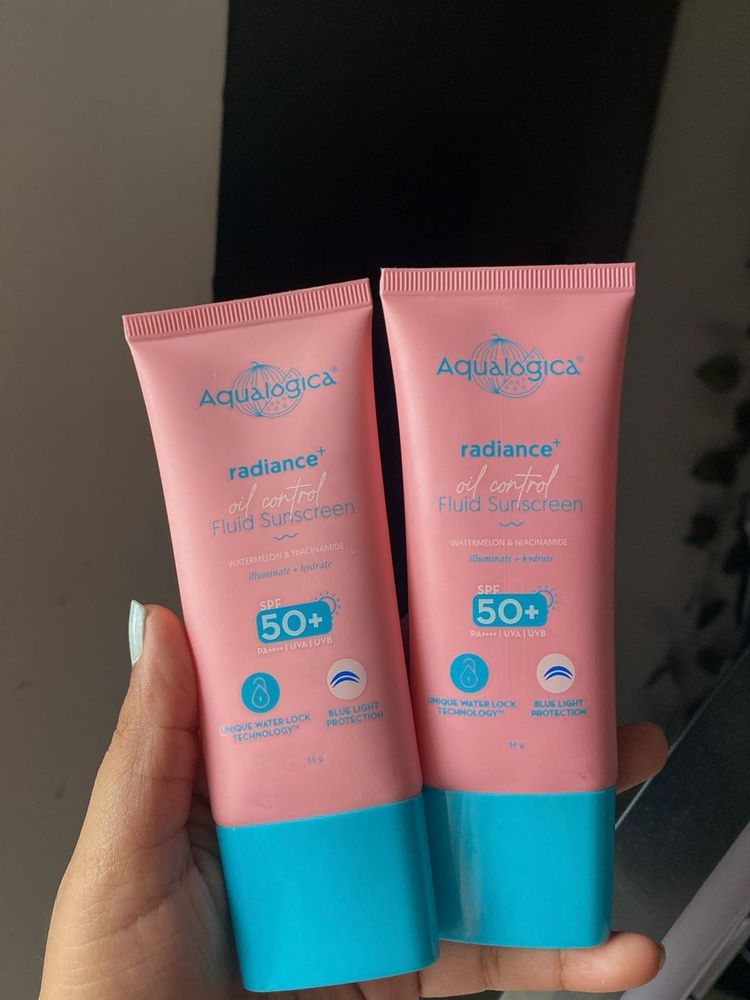 Aqualogica®
radiance+
oil control
Fluid Sunscreen
WATERMELON & NIACINAMIDE
illuminate + hydrate
SPF
50+
PA++++ | UVA | UVB
UNIQUE WATER LOCK
TECHNOLOGY™
BLUE LIGHT
PROTECTION
50 g
Aqualogica®
radiance+
oil control
Fluid Sunscreen
WATERMELON & NIACINAMIDE
illuminate + hydrate
SPF
50+
PA++++ | UVA | UVB
UNIQUE WATER LOCK
TECHNOLOGY™
BLUE LIGHT
PROTECTION
50 g